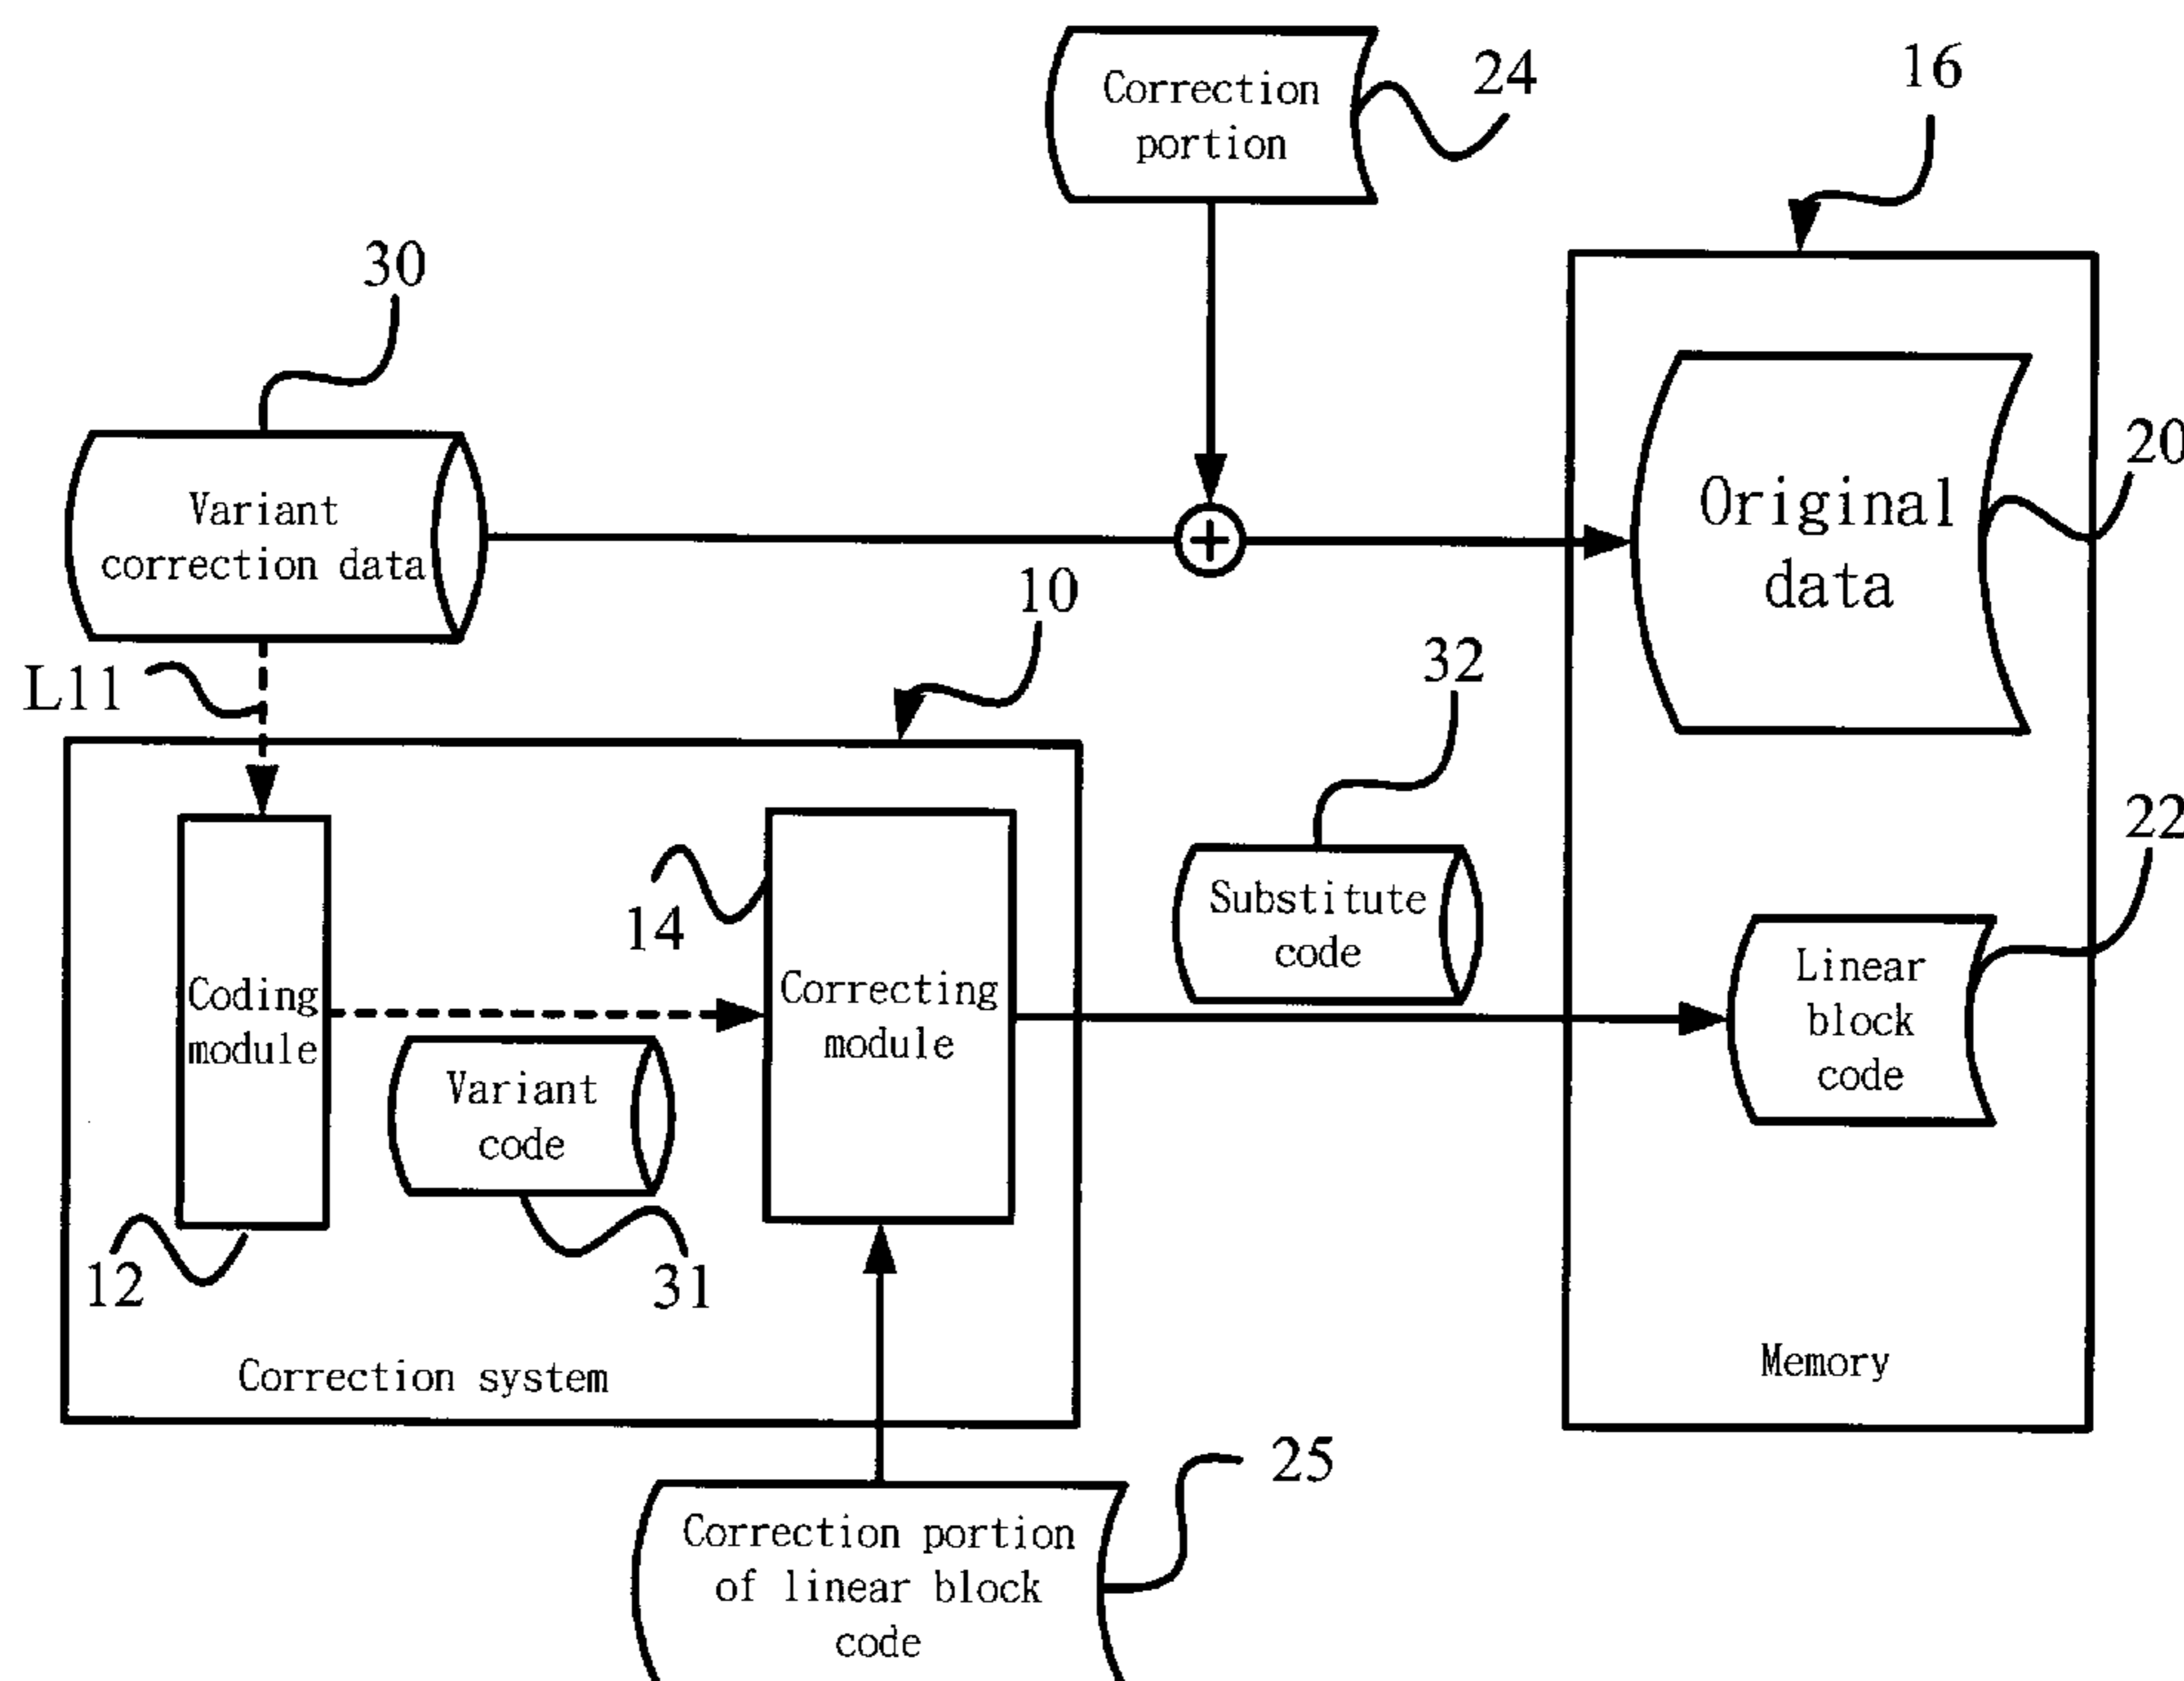 Correction
portion
24
16
30
Variant
correction data
Original
data
20
10
L11
32
Substitute
code
22
14
Coding
module
Correcting
module
Linear
block
code
Variant
code
12
31
Correction system
Memory
25
Correction portion
of linear block
code